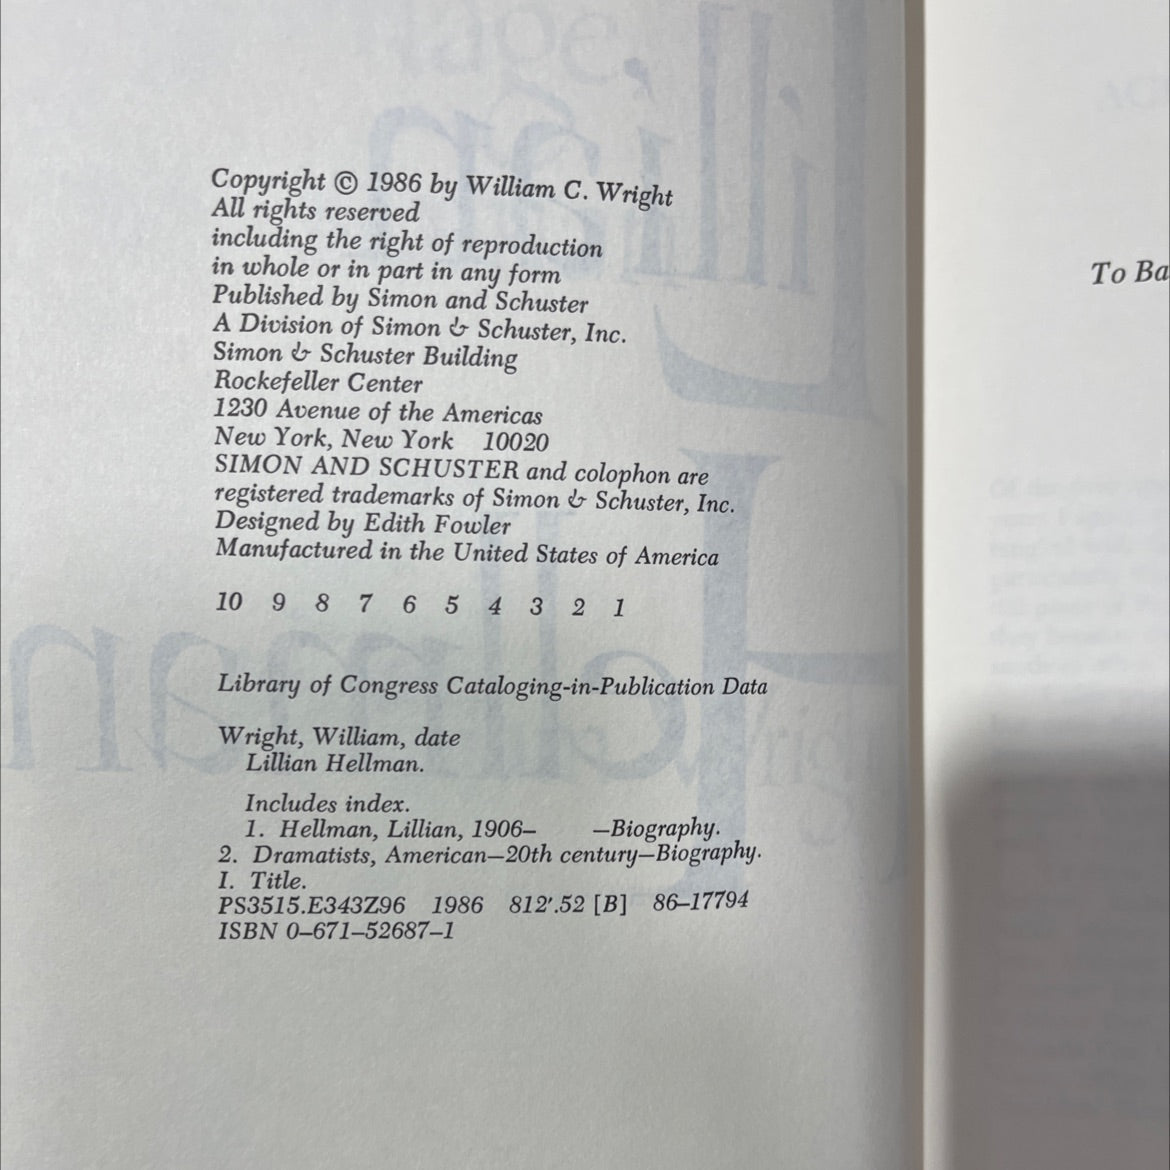 Copyright © 1986 by William C. Wright
All rights reserved
including the right of reproduction
in whole or in part in any form
Published by Simon and Schuster
A Division of Simon & Schuster, Inc.
Simon & Schuster Building
Rockefeller Center
1230 Avenue of the Americas
New York, New York 10020
SIMON AND SCHUSTER and colophon are
registered trademarks of Simon & Schuster, Inc.
Designed by Edith Fowler
Manufactured in the United States of America
10 9 8 7 6 5 4 3 2 1
Library of Congress Cataloging-in-Publication Data
Wright, William, date
Lillian Hellman.
Includes index.
1. Hellman, Lillian, 1906– —Biography.
2. Dramatists, American—20th century—Biography.
I. Title.
PS3515.E343Z96 1986 812'.52 [B] 86–17794
ISBN 0–671–52687–1
To Ba